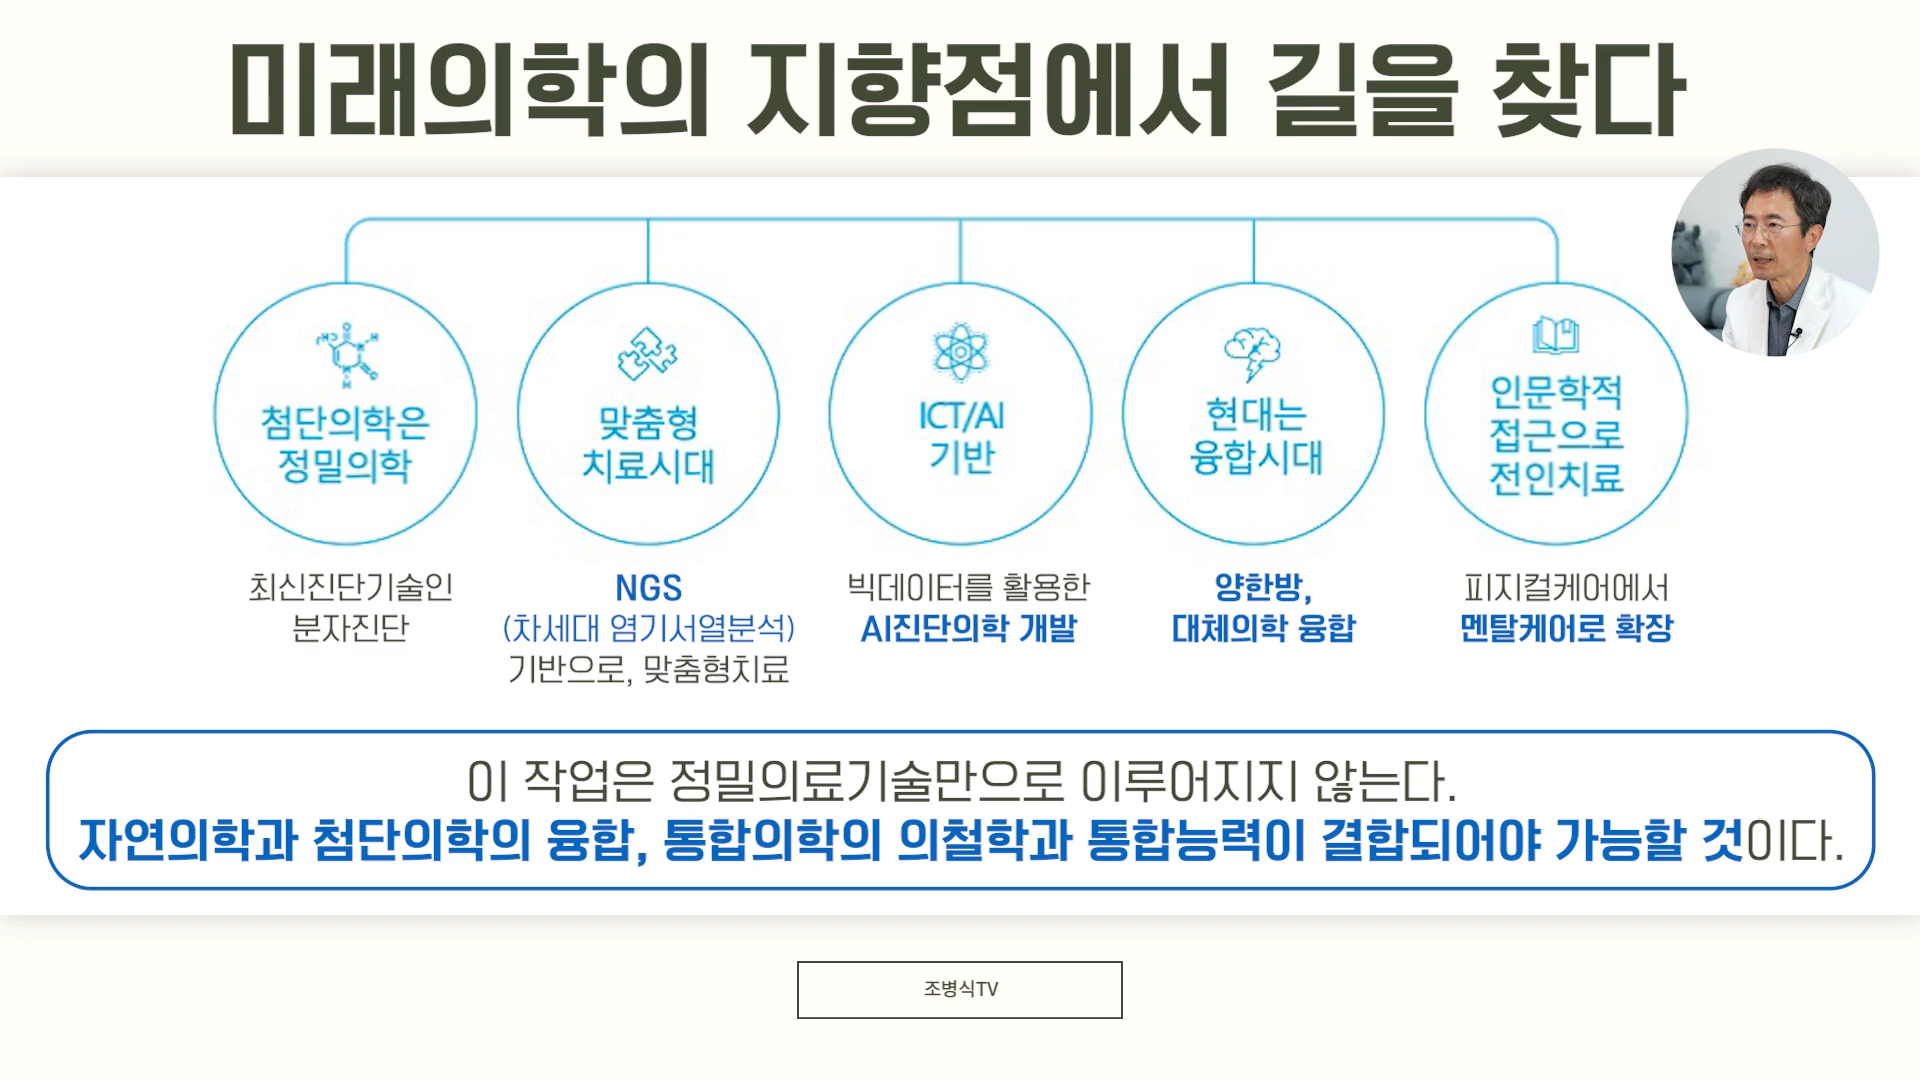 미래의학의 지향점에서 길을 찾다
첨단의학은
정밀의학
맞춤형
치료시대
ICT/AI
기반
현대는
융합시대
인문학적
접근으로
전인치료
최신진단기술인
분자진단
NGS
(차세대 염기서열분석)
기반으로, 맞춤형치료
빅데이터를 활용한
AI진단의학 개발
양한방,
대체의학 융합
피지컬케어에서
멘탈케어로 확장
이 작업은 정밀의료기술만으로 이루어지지 않는다.
자연의학과 첨단의학의 융합, 통합의학의 의철학과 통합능력이 결합되어야 가능할 것이다.
조병식TV